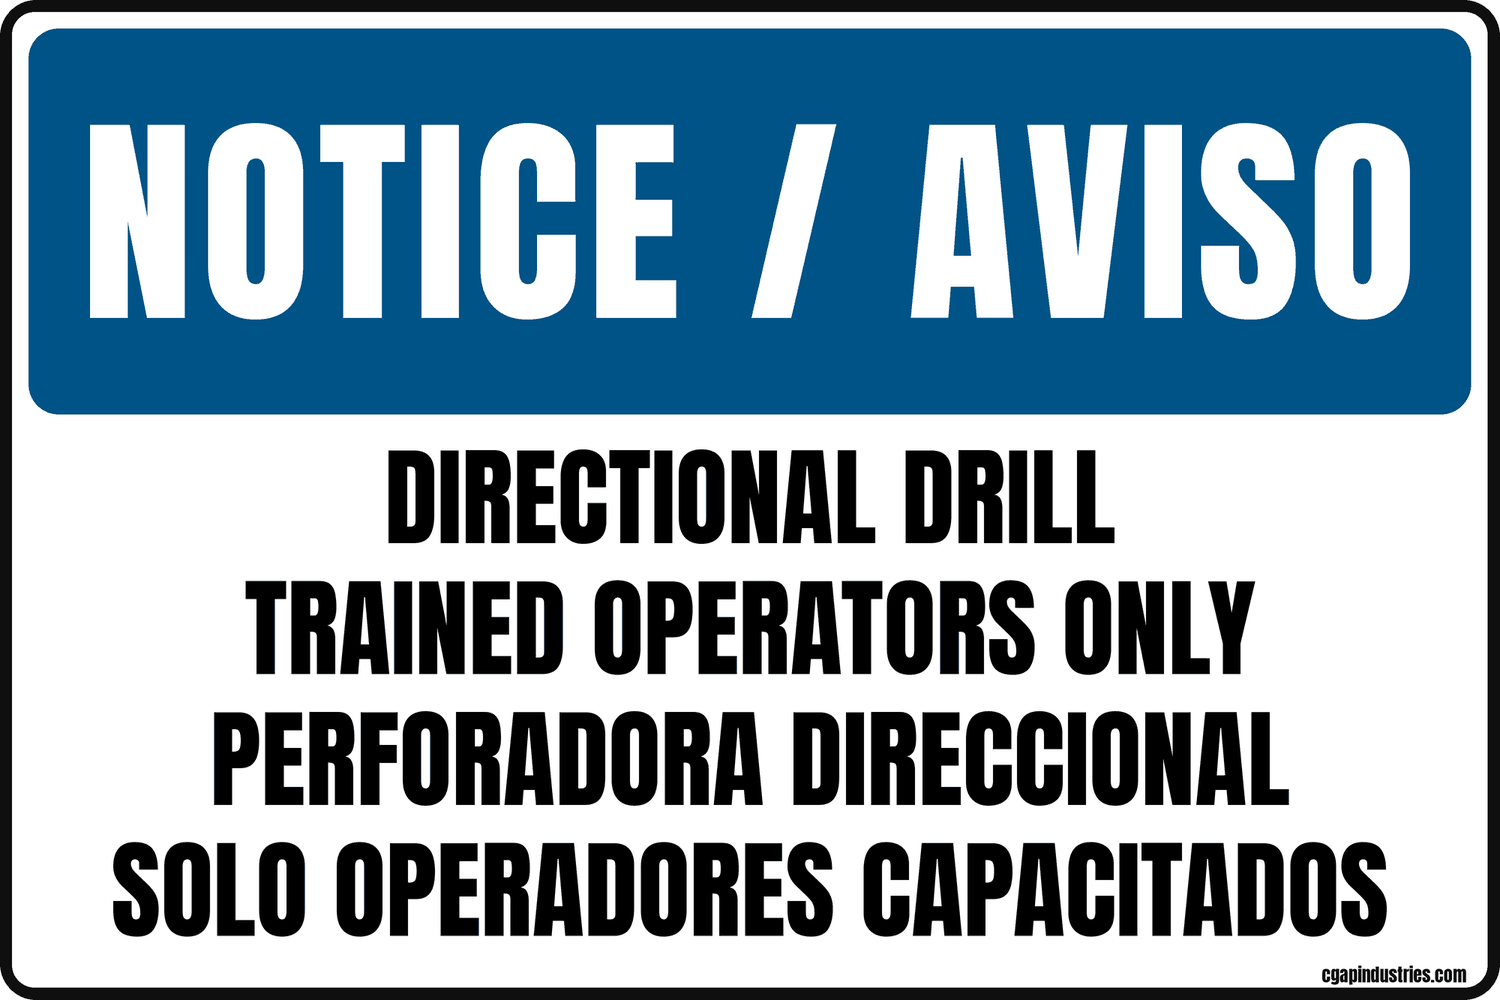 NOTICE / AVISO
DIRECTIONAL DRILL
TRAINED OPERATORS ONLY
PERFORADORA DIRECCIONAL
SOLO OPERADORES CAPACITADOS
cgapindustries.com